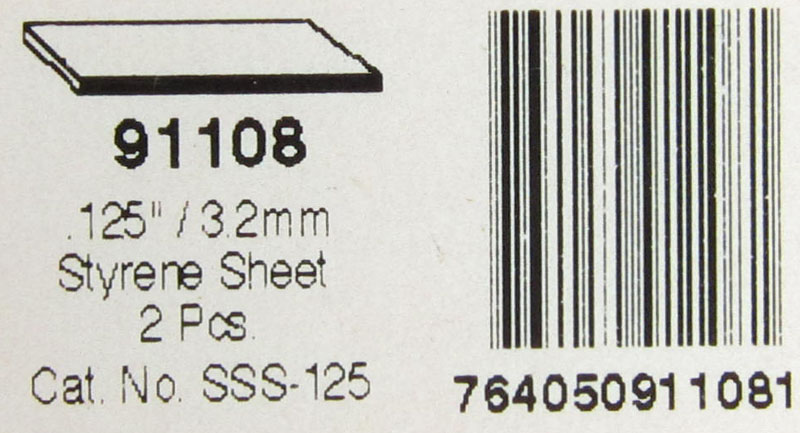 91108
.125" / 3.2mm
Styrene Sheet
2 Pcs.
Cat. No. SSS-125
764050911081